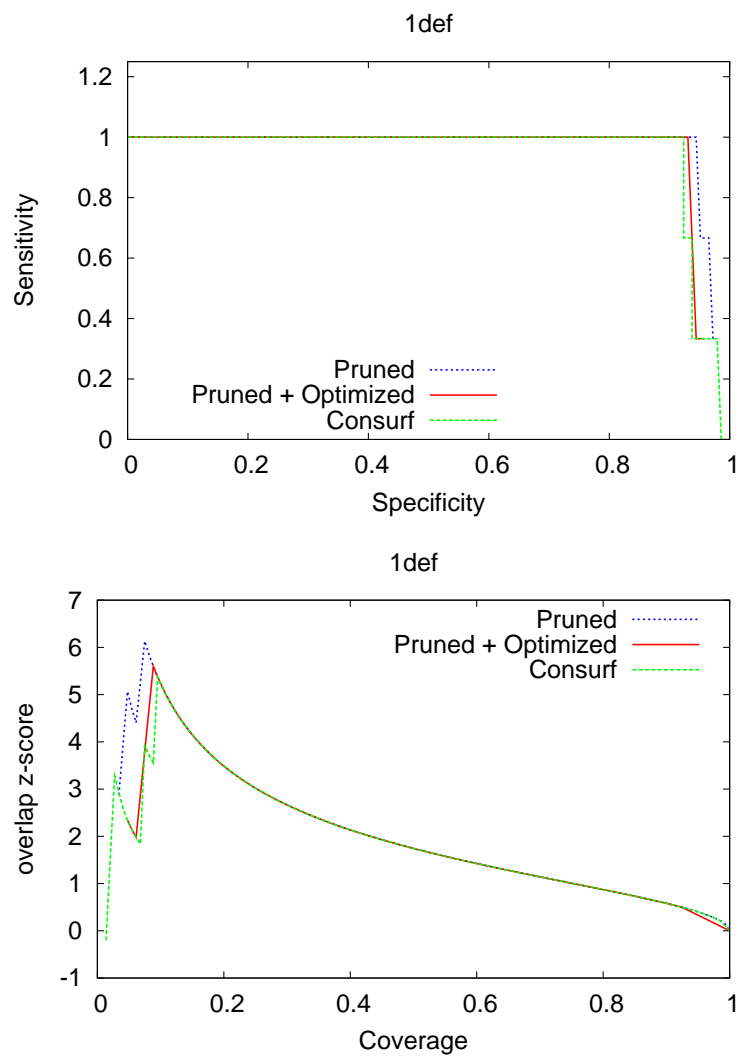 1def
1.2
1
0.8
0.6
0.4
0.2
0
Sensitivity
Pruned
Pruned + Optimized
Consurf
0 0.2 0.4 0.6 0.8 1
Specificity
1def
7
6
5
4
3
2
1
0
-1
overlap z-score
Pruned
Pruned + Optimized
Consurf
0 0.2 0.4 0.6 0.8 1
Coverage